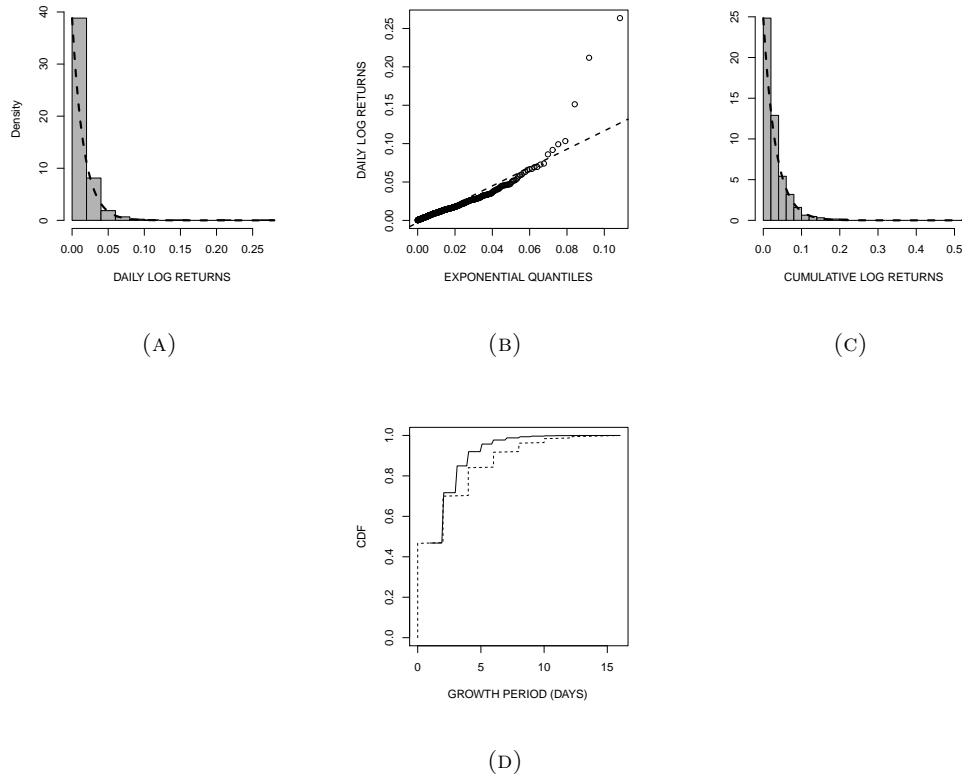 Density
0 10 20 30 40
0.00 0.05 0.10 0.15 0.20 0.25
DAILY LOG RETURNS
(A)
DAILY LOG RETURNS
0.00 0.05 0.10 0.15 0.20 0.25
0.00 0.02 0.04 0.06 0.08 0.10
EXPONENTIAL QUANTILES
(B)
0 5 10 15 20 25
0.0 0.1 0.2 0.3 0.4 0.5
CUMULATIVE LOG RETURNS
(C)
CDF
0.0 0.2 0.4 0.6 0.8 1.0
0 5 10 15
GROWTH PERIOD (DAYS)
(D)